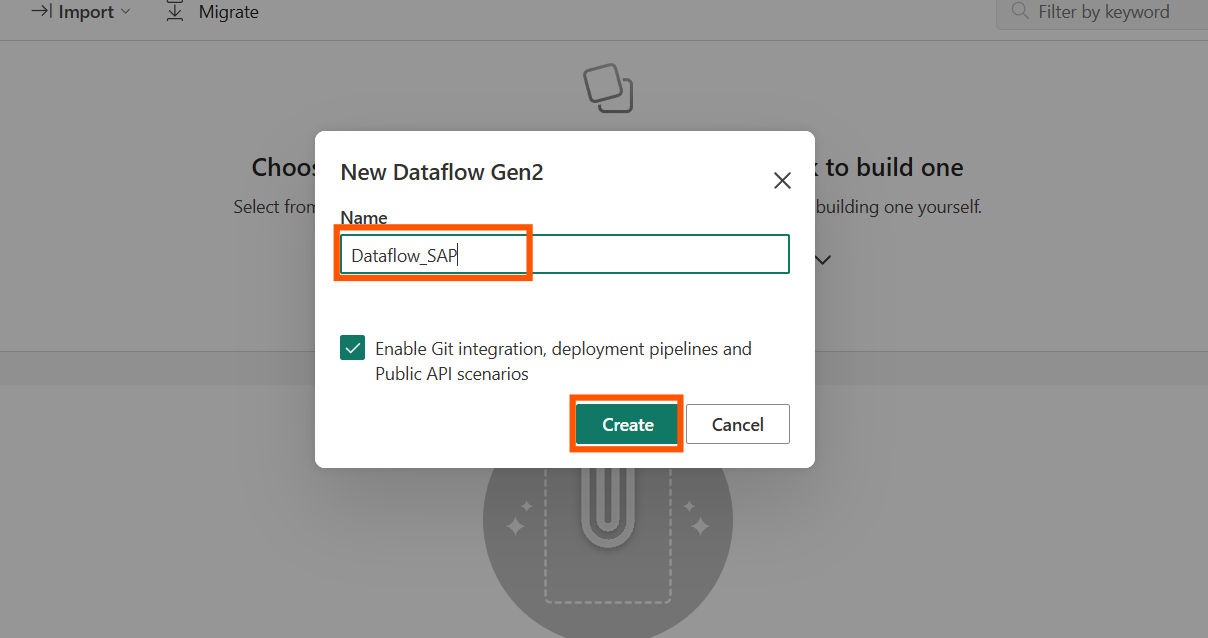 Import
Migrate
Filter by keyword
New Dataflow Gen2
to build one
Select from
building one yourself.
Name
Dataflow_SAP
Enable Git integration, deployment pipelines and
Public API scenarios
Create
Cancel